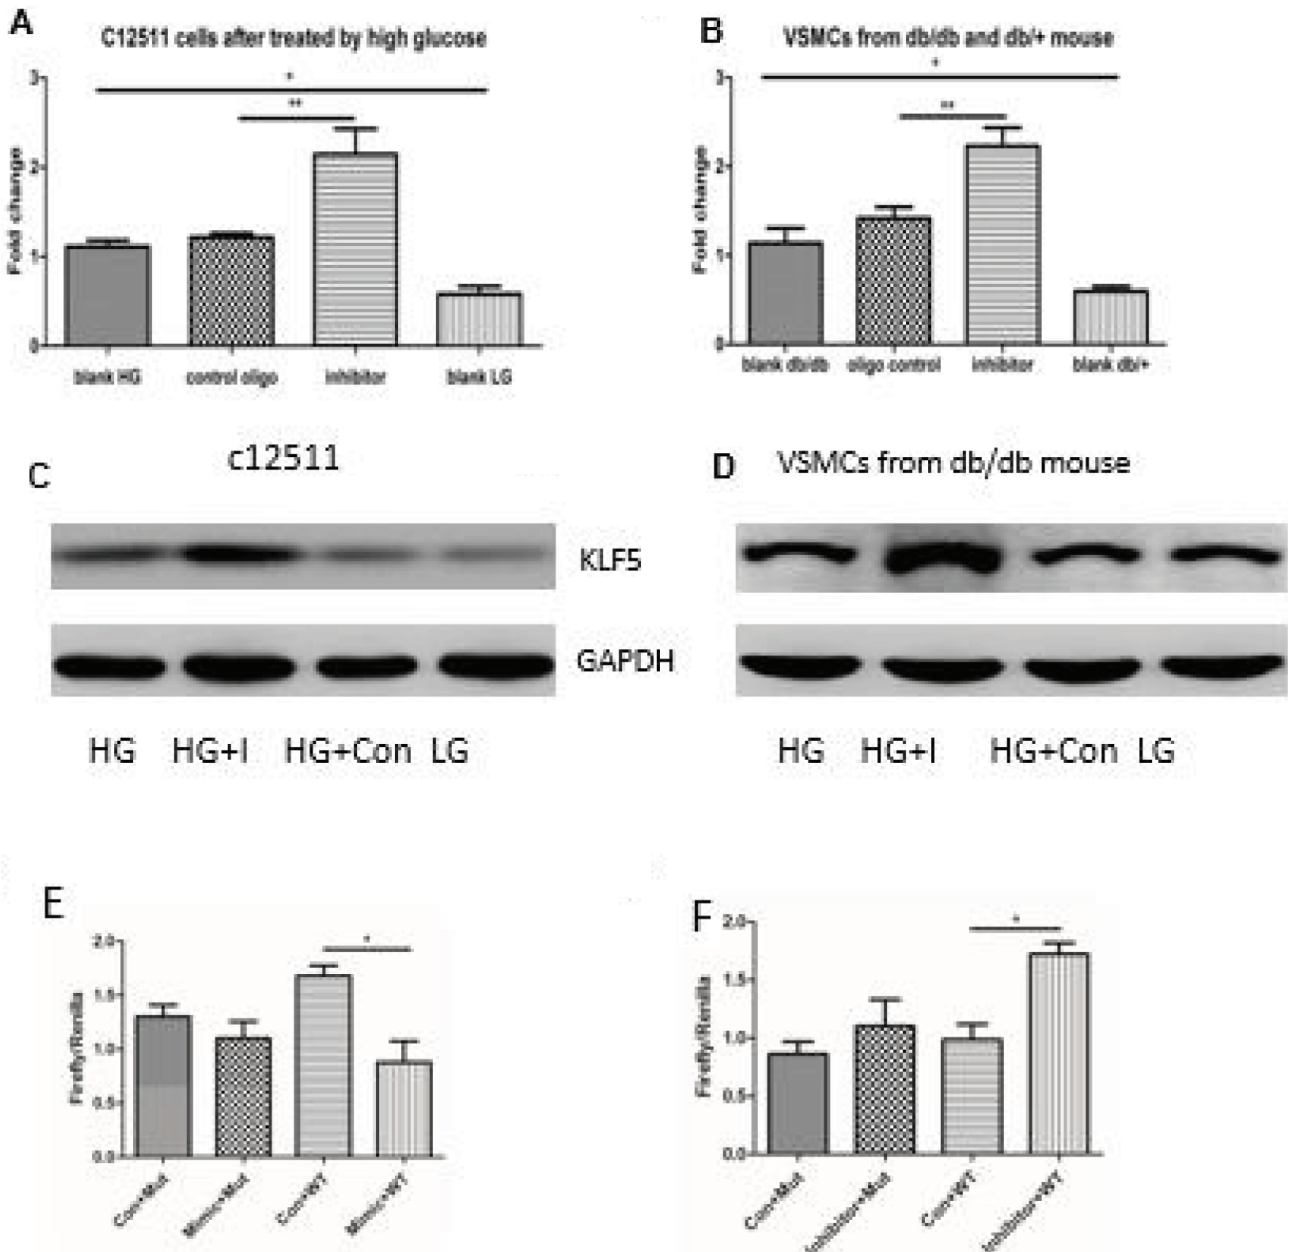 A
C12511 cells after treated by high glucose
3
2
1
0
Fold change
*
**
blank HG
control oligo
inhibitor
blank LG
B
VSMCs from db/db and db/+ mouse
3
2
1
0
Fold change
*
**
blank db/db
oligo control
inhibitor
blank db/+
C
c12511
KLF5
GAPDH
HG
HG+I
HG+Con
LG
D
VSMCs from db/db mouse
HG
HG+I
HG+Con
LG
E
2.0
1.5
1.0
0.5
0.0
Firefly/Renilla
*
Con+Mut
Mimic+Mut
Con+WT
Mimic+WT
F
2.0
1.5
1.0
0.5
0.0
Firefly/Renilla
*
Con+Mut
Inhibitor+Mut
Con+WT
Inhibitor+WT